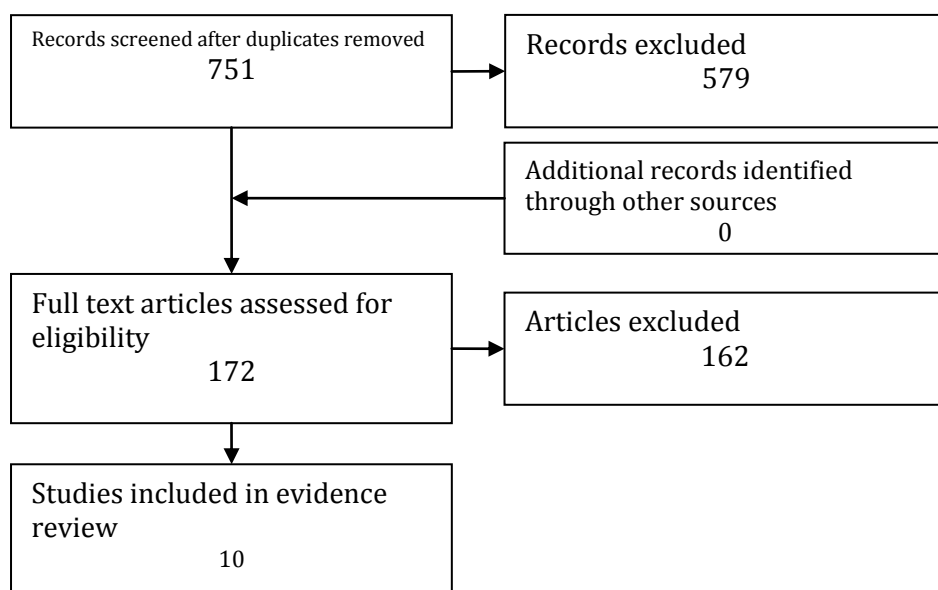 Records screened after duplicates removed
751
Records excluded
579
Additional records identified
through other sources
0
Full text articles assessed for
eligibility
172
Articles excluded
162
Studies included in evidence
review
10